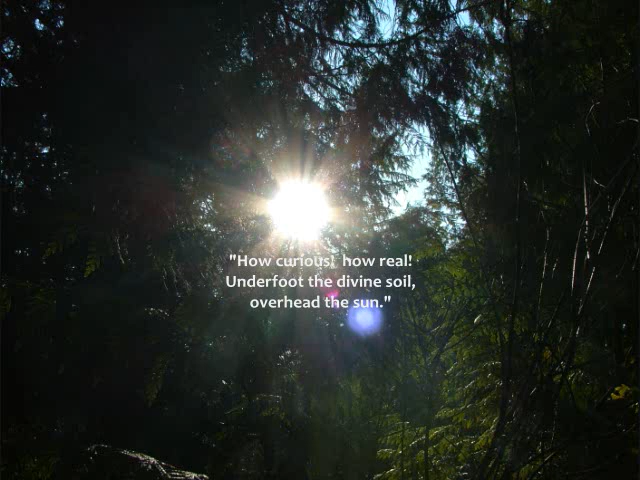 "How curious!  how real!
Underfoot the divine soil,
overhead the sun."